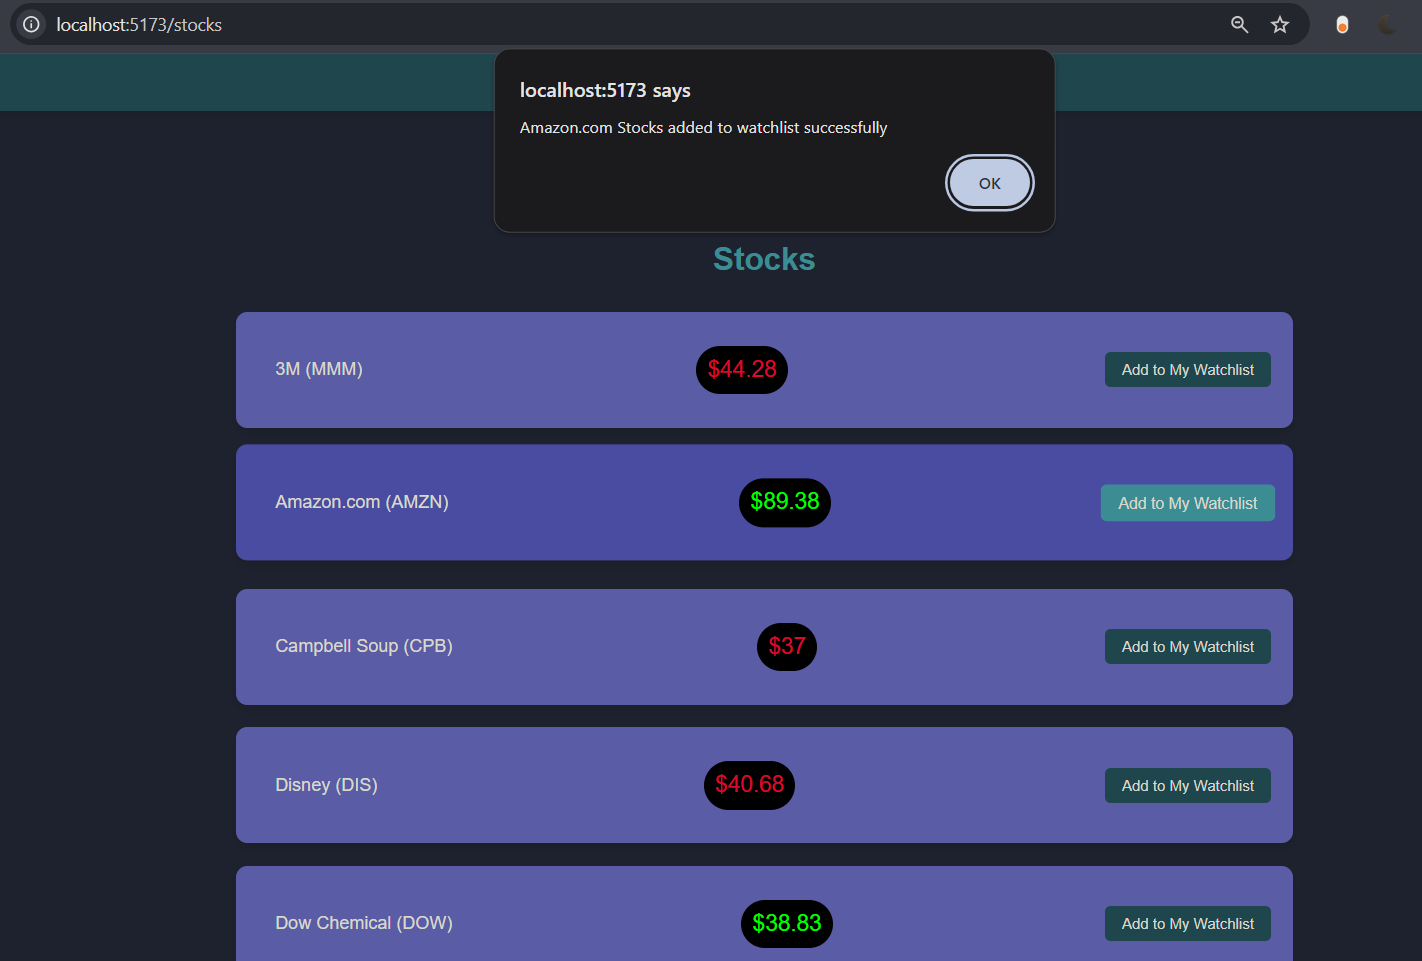 localhost:5173/stocks
localhost:5173 says
Amazon.com Stocks added to watchlist successfully
OK
Stocks
3M (MMM) $44.28 Add to My Watchlist
Amazon.com (AMZN) $89.38 Add to My Watchlist
Campbell Soup (CPB) $37 Add to My Watchlist
Disney (DIS) $40.68 Add to My Watchlist
Dow Chemical (DOW) $38.83 Add to My Watchlist